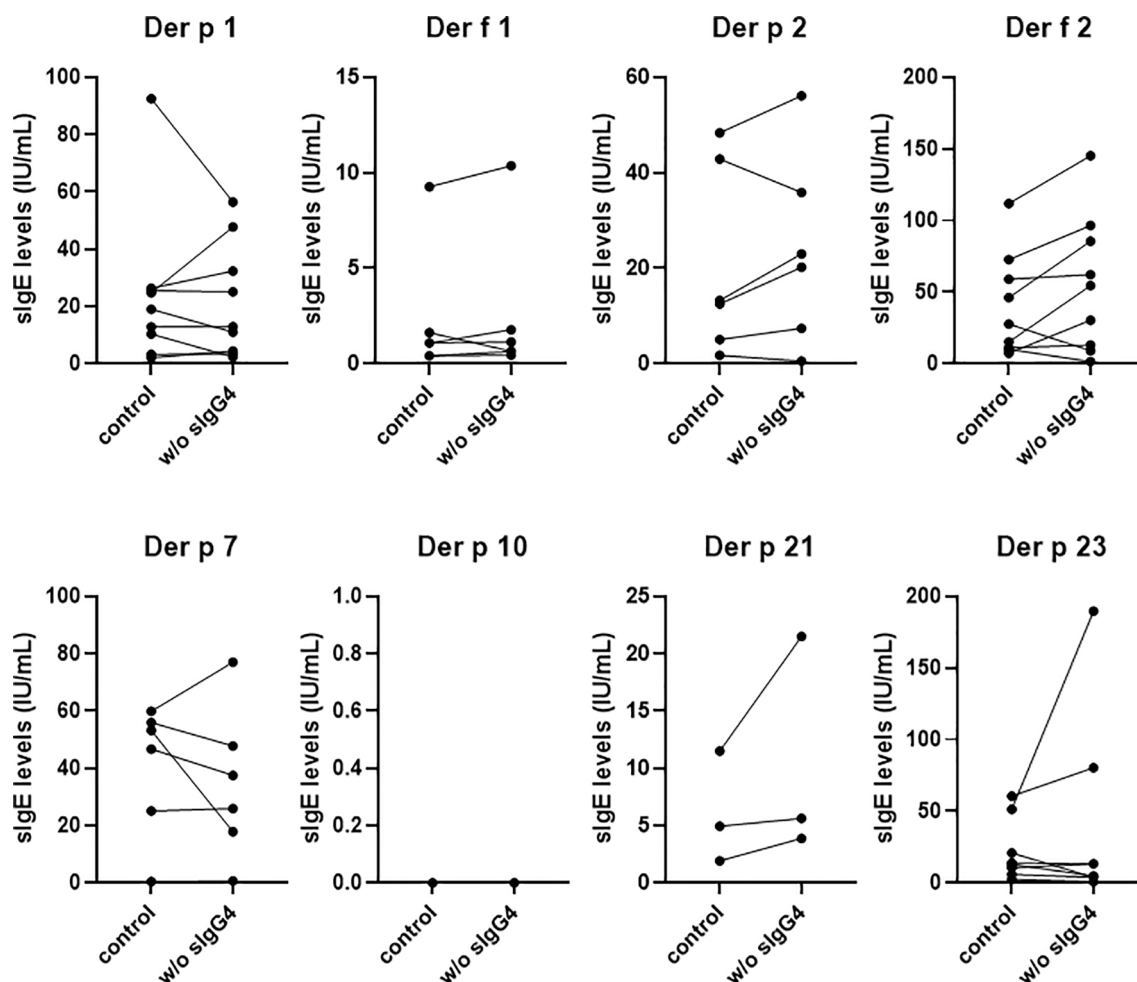 Der p 1
Der f 1
Der p 2
Der f 2
sIgE levels (IU/mL)
100
80
60
40
20
0
control
w/o sIgG4
sIgE levels (IU/mL)
15
10
5
0
control
w/o sIgG4
sIgE levels (IU/mL)
60
40
20
0
control
w/o sIgG4
sIgE levels (IU/mL)
200
150
100
50
0
control
w/o sIgG4
Der p 7
Der p 10
Der p 21
Der p 23
sIgE levels (IU/mL)
100
80
60
40
20
0
control
w/o sIgG4
sIgE levels (IU/mL)
1.0
0.8
0.6
0.4
0.2
0.0
control
w/o sIgG4
sIgE levels (IU/mL)
25
20
15
10
5
0
control
w/o sIgG4
sIgE levels (IU/mL)
200
150
100
50
0
control
w/o sIgG4